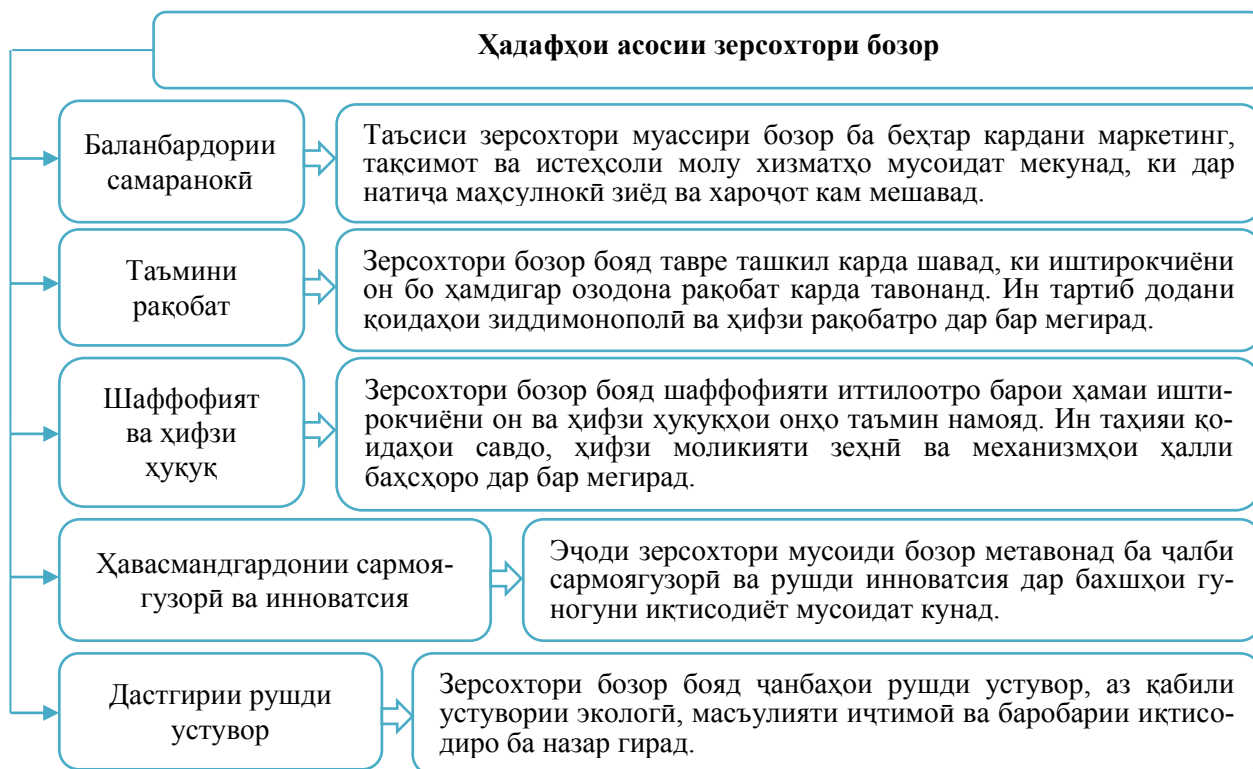 Ҳадафҳои асосии зерсохтори бозор
Баланбардории
самаранокӣ
Таъсиси зерсохтори муассири бозор ба беҳтар кардани маркетинг,
тақсимот ва истеҳсоли молу хизматҳо мусоидат мекунад, ки дар
натиҷа маҳсулнокӣ зиёд ва хароҷот кам мешавад.
Таъмини
рақобат
Зерсохтори бозор бояд тавре ташкил карда шавад, ки иштирокчиёни
он бо ҳамдигар озодона рақобат карда тавонанд. Ин тартиб додани
қоидаҳои зиддимонополӣ ва ҳифзи рақобатро дар бар мегирад.
Шаффофият
ва ҳифзи
ҳуқуқ
Зерсохтори бозор бояд шаффофияти иттилоотро барои ҳамаи ишти-
рокчиёни он ва ҳифзи ҳуқуқҳои онҳо таъмин намояд. Ин таҳияи қо-
идаҳои савдо, ҳифзи моликияти зеҳнӣ ва механизмҳои ҳалли
баҳсҳоро дар бар мегирад.
Ҳавасмандгардонии сармоя-
гузорӣ ва инноватсия
Эҷоди зерсохтори мусоиди бозор метавонад ба ҷалби
сармоягузорӣ ва рушди инноватсия дар бахшҳои гу-
ногуни иқтисодиёт мусоидат кунад.
Дастгирии рушди
устувор
Зерсохтори бозор бояд ҷанбаҳои рушди устувор, аз қабили
устувории экологӣ, масъулияти иҷтимоӣ ва баробарии иқтисо-
диро ба назар гирад.